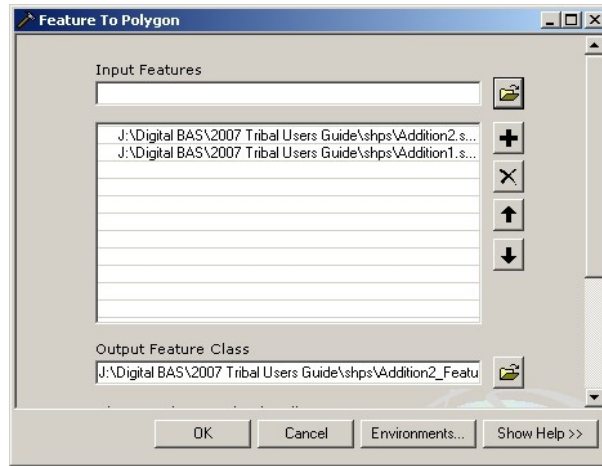 Feature To Polygon
Input Features
J:\Digital BAS\2007 Tribal Users Guide\shps\Addition2.s...
J:\Digital BAS\2007 Tribal Users Guide\shps\Addition1.s...
Output Feature Class
J:\Digital BAS\2007 Tribal Users Guide\shps\Addition2_Featu
OK Cancel Environments... Show Help >>